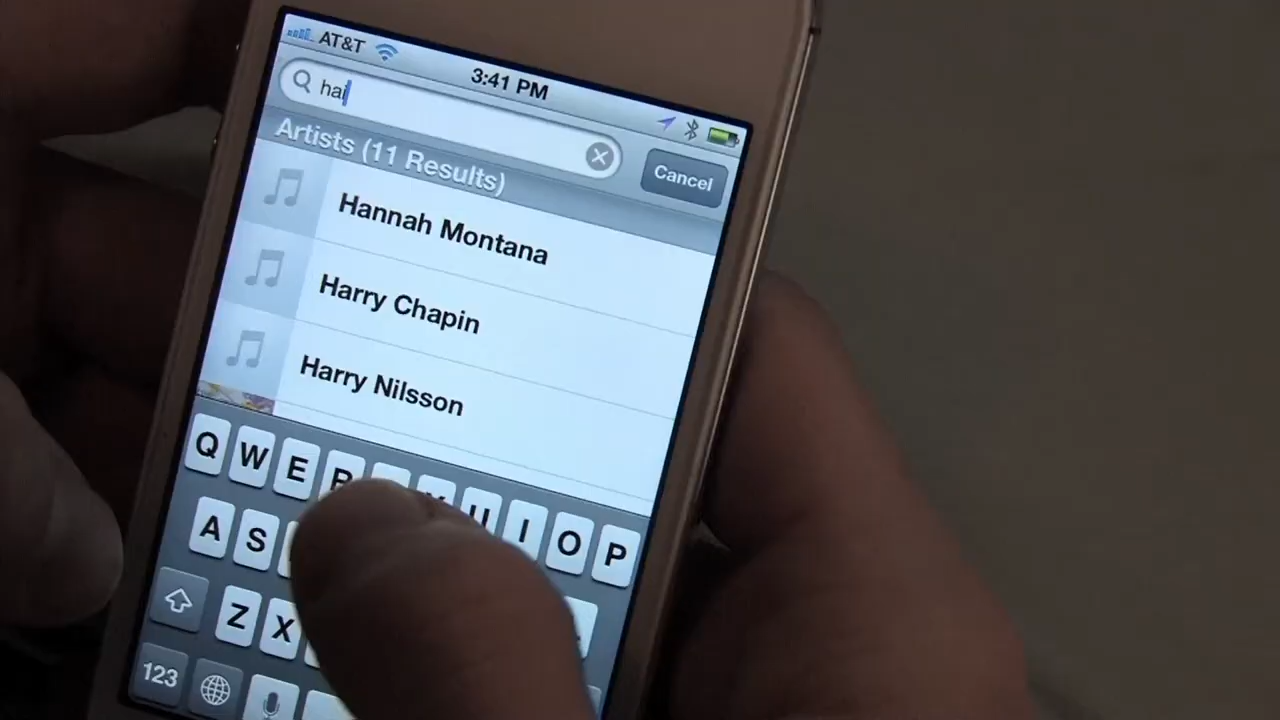 AT&T 3:41 PM
hai
Cancel
Artists (11 Results)
Hannah Montana
Harry Chapin
Harry Nilsson
Q W E R U I O P
A S
Z X
123